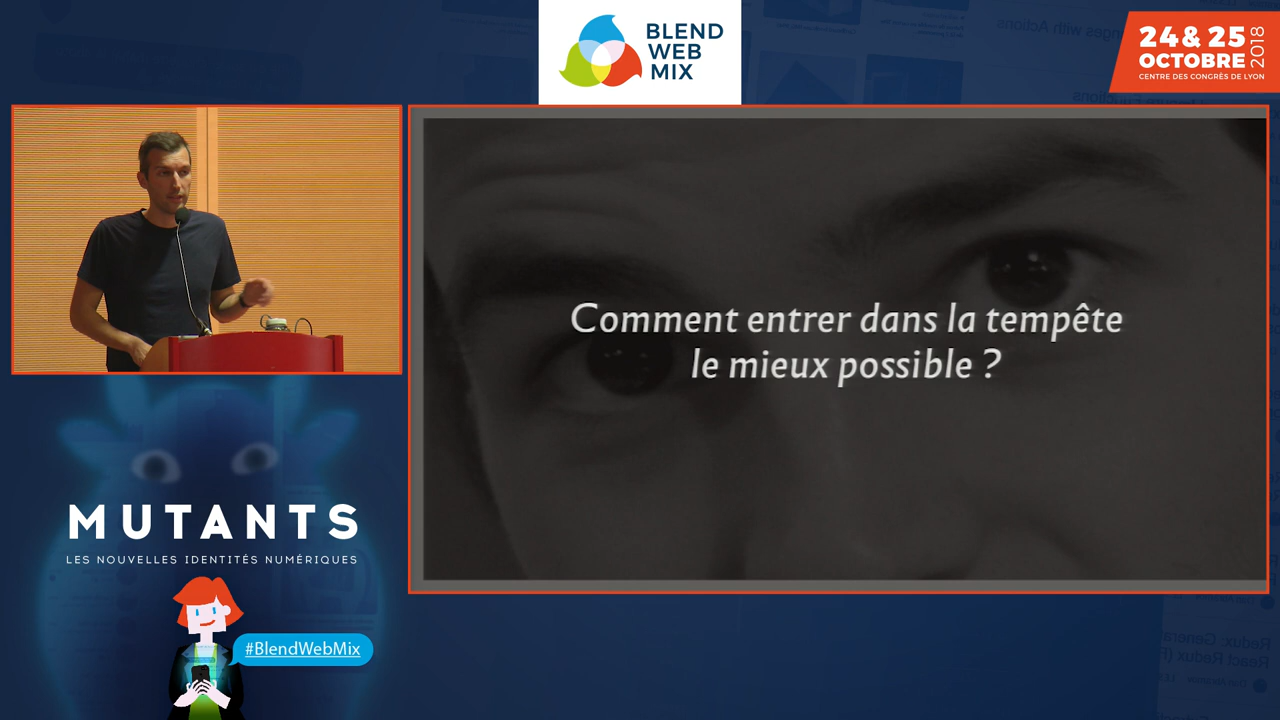 BLEND
WEB
MIX
24 & 25
OCTOBRE
2018
CENTRE DES CONGRÈS DE LYON
Comment entrer dans la tempête
le mieux possible ?
MUTANTS
LES NOUVELLES IDENTITÉS NUMÉRIQUES
#BlendWebMix